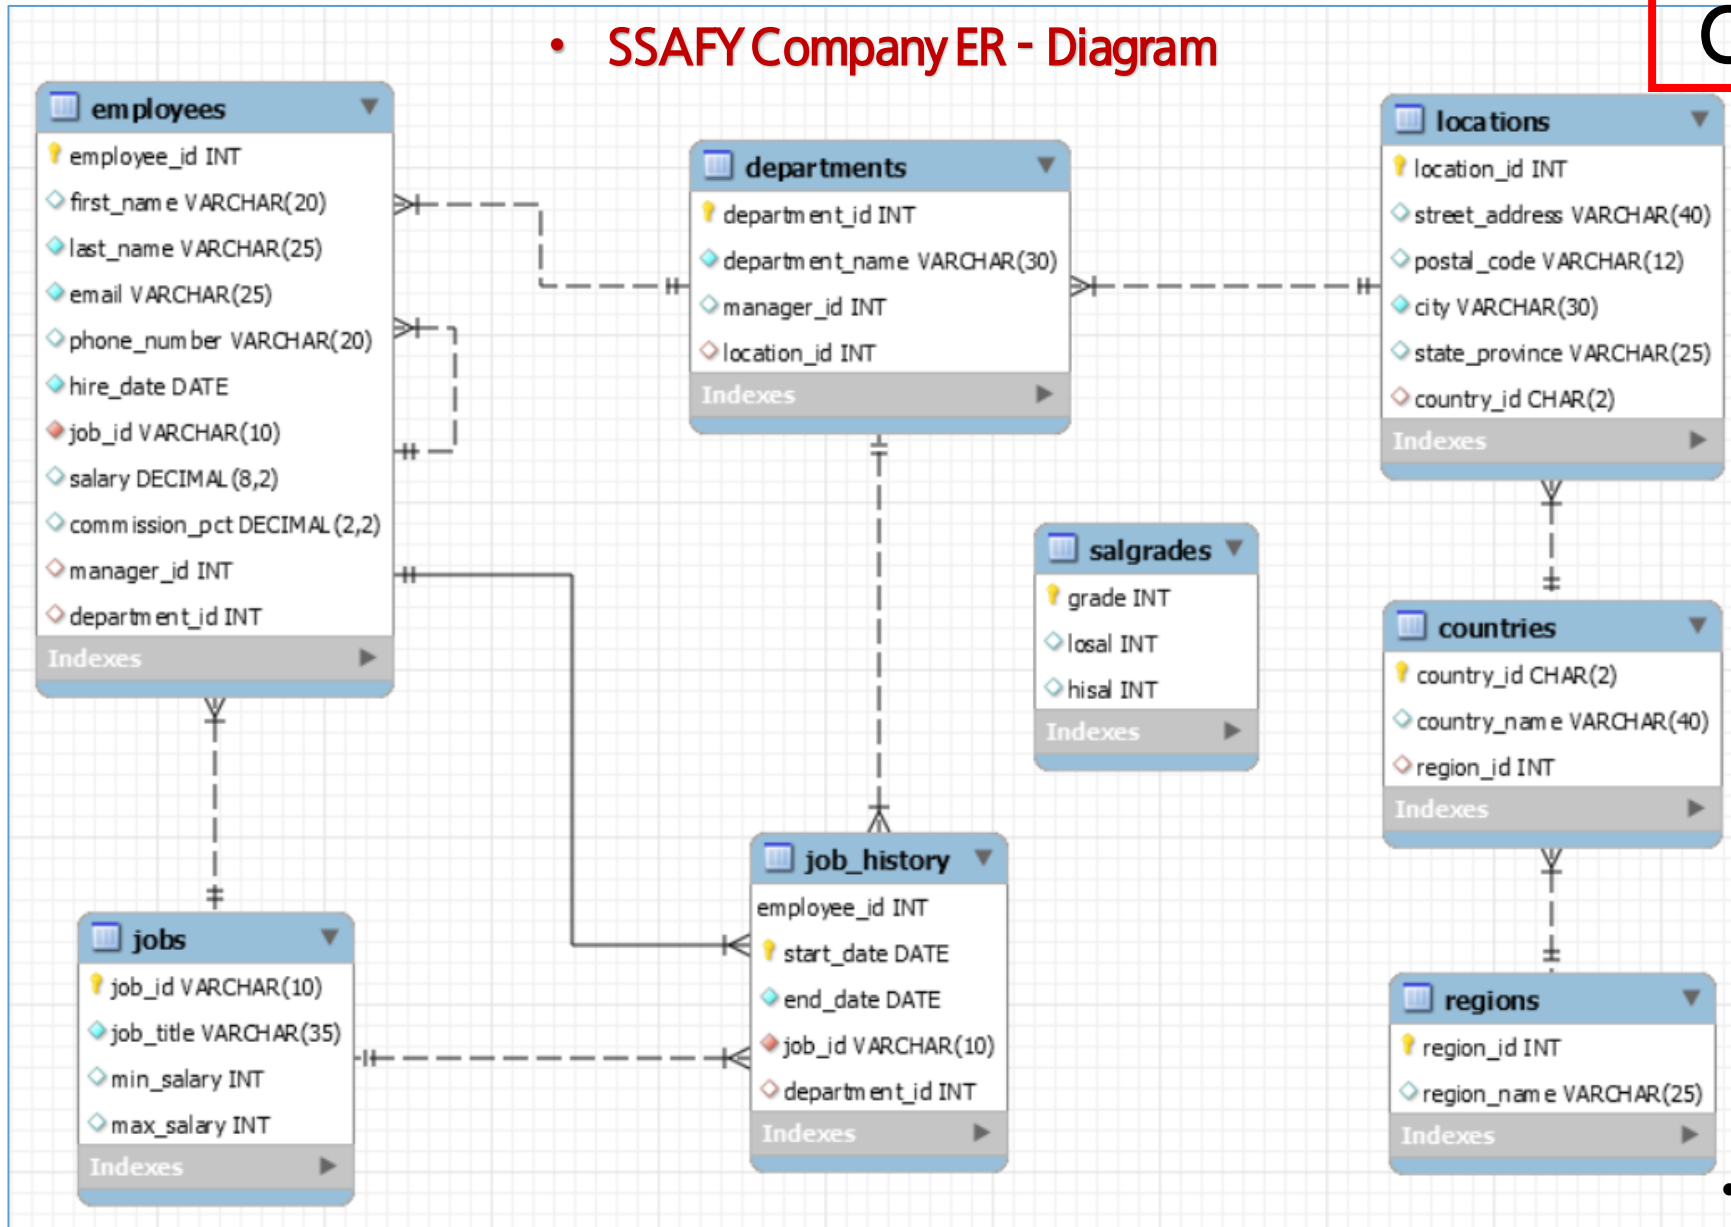 • SSAFY Company ER - Diagram
employees
employee_id INT
first_name VARCHAR(20)
last_name VARCHAR(25)
email VARCHAR(25)
phone_number VARCHAR(20)
hire_date DATE
job_id VARCHAR(10)
salary DECIMAL(8,2)
commission_pct DECIMAL(2,2)
manager_id INT
department_id INT
Indexes
departments
department_id INT
department_name VARCHAR(30)
manager_id INT
location_id INT
Indexes
locations
location_id INT
street_address VARCHAR(40)
postal_code VARCHAR(12)
city VARCHAR(30)
state_province VARCHAR(25)
country_id CHAR(2)
Indexes
salgrades
grade INT
losal INT
hisal INT
Indexes
countries
country_id CHAR(2)
country_name VARCHAR(40)
region_id INT
Indexes
jobs
job_id VARCHAR(10)
job_title VARCHAR(35)
min_salary INT
max_salary INT
Indexes
job_history
employee_id INT
start_date DATE
end_date DATE
job_id VARCHAR(10)
department_id INT
Indexes
regions
region_id INT
region_name VARCHAR(25)
Indexes